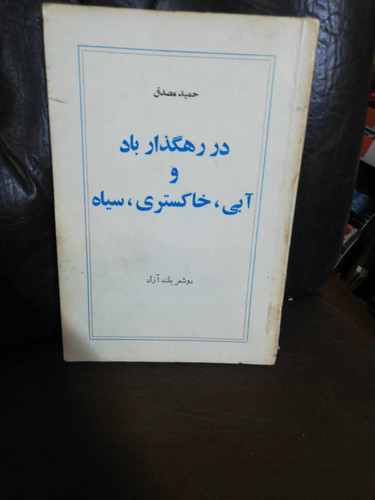 حمید مصدق
در رهگذار باد
و
آبی، خاکستری، سیاه
دو شعر بلند آزاد